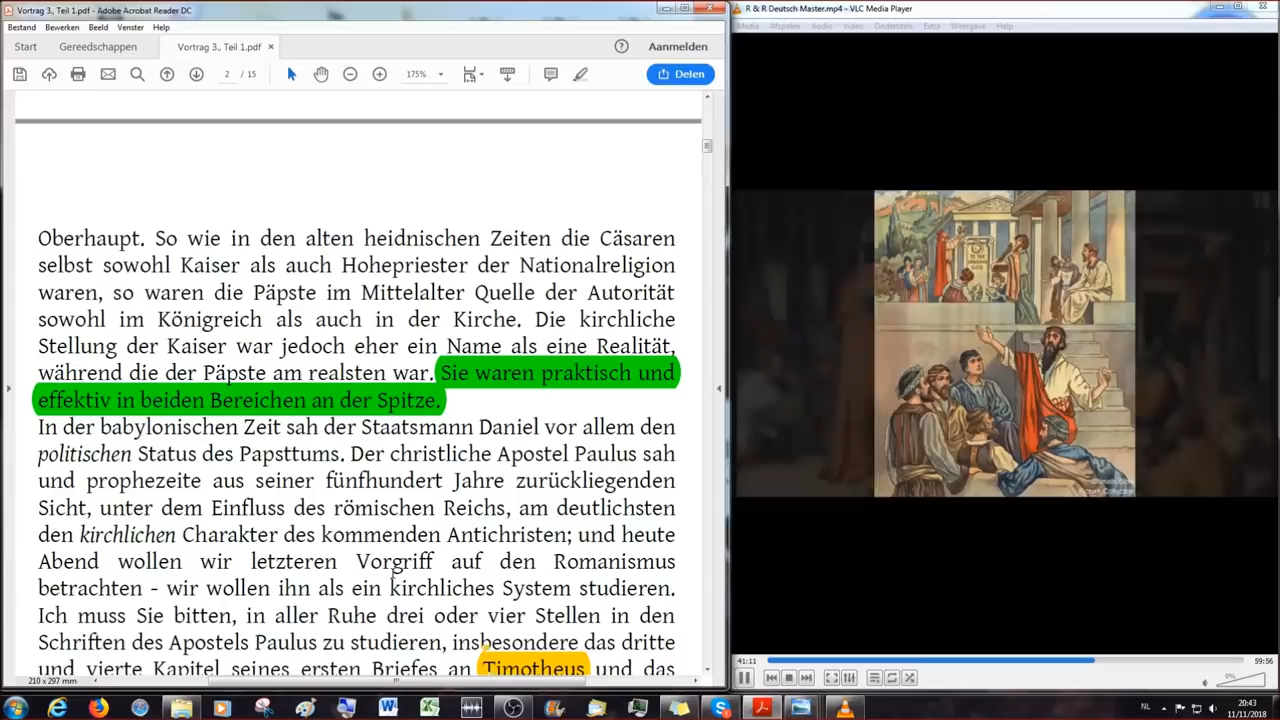 Vortrag 3., Teil 1.pdf - Adobe Acrobat Reader DC
Bestand Bewerken Beeld Venster Help
Start Gereedschappen Vortrag 3., Teil 1.pdf × ? Aanmelden
2 / 15 175% Delen
Oberhaupt. So wie in den alten heidnischen Zeiten die Cäsaren
selbst sowohl Kaiser als auch Hohepriester der Nationalreligion
waren, so waren die Päpste im Mittelalter Quelle der Autorität
sowohl im Königreich als auch in der Kirche. Die kirchliche
Stellung der Kaiser war jedoch eher ein Name als eine Realität,
während die der Päpste am realsten war. Sie waren praktisch und
effektiv in beiden Bereichen an der Spitze.
In der babylonischen Zeit sah der Staatsmann Daniel vor allem den
politischen Status des Papsttums. Der christliche Apostel Paulus sah
und prophezeite aus seiner fünfhundert Jahre zurückliegenden
Sicht, unter dem Einfluss des römischen Reichs, am deutlichsten
den kirchlichen Charakter des kommenden Antichristen; und heute
Abend wollen wir letzteren Vorgriff auf den Romanismus
betrachten - wir wollen ihn als ein kirchliches System studieren.
Ich muss Sie bitten, in aller Ruhe drei oder vier Stellen in den
Schriften des Apostels Paulus zu studieren, insbesondere das dritte
und vierte Kapitel seines ersten Briefes an Timotheus und das
210 x 297 mm
R & R Deutsch Master.mp4 - VLC Media Player
Media Afspelen Audio Video Ondertitels Extra Weergave Help
41:11 59:56
0%
NL 20:43
11/11/2018